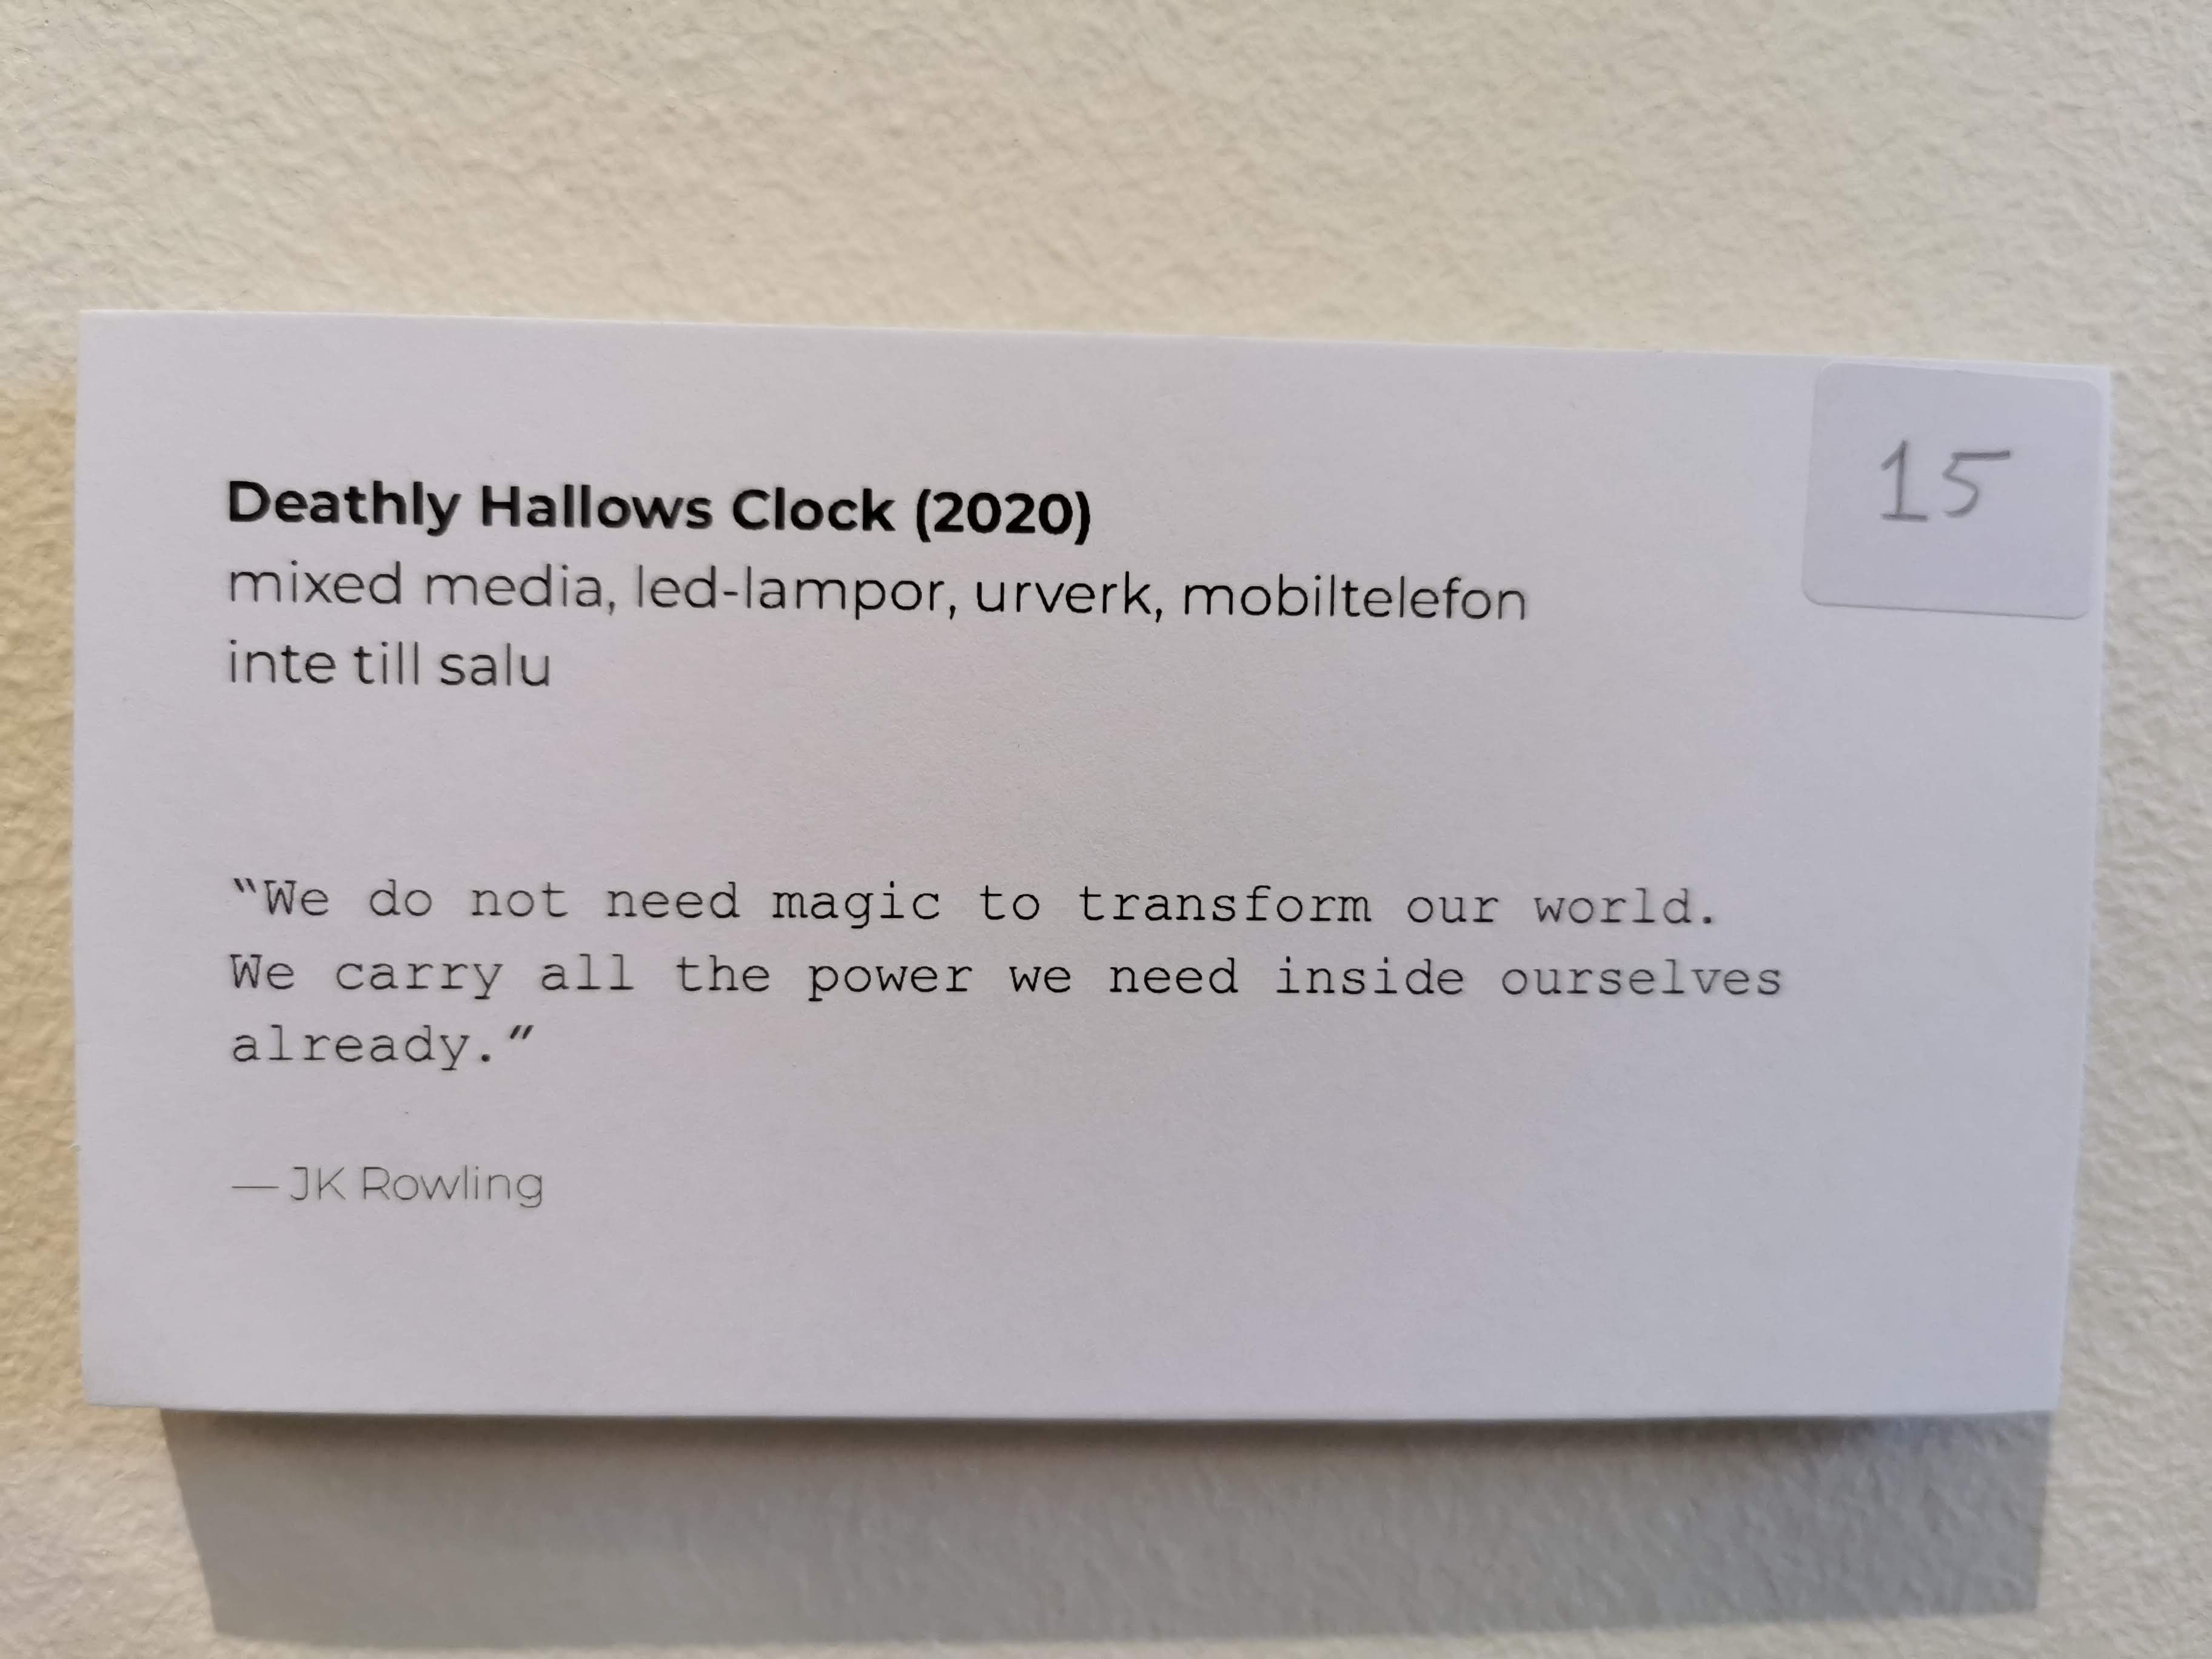 15
Deathly Hallows Clock (2020)
mixed media, led-lampor, urverk, mobiltelefon
inte till salu
“We do not need magic to transform our world.
We carry all the power we need inside ourselves
already.”
— JK Rowling